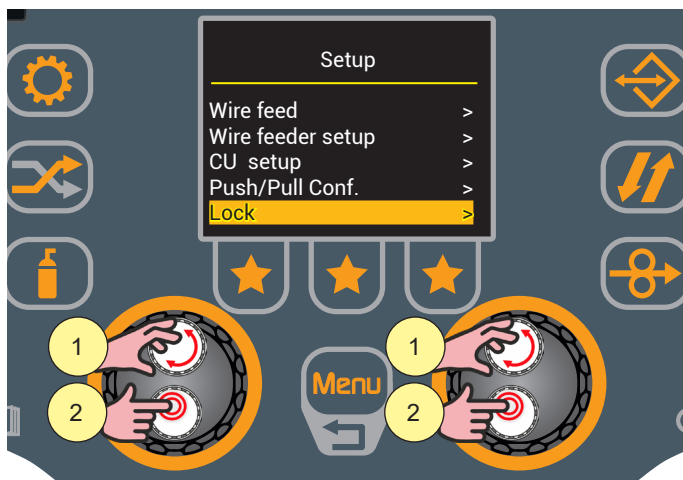 Setup
Wire feed >
Wire feeder setup >
CU setup >
Push/Pull Conf. >
Lock >
1
1
Menu
2
2